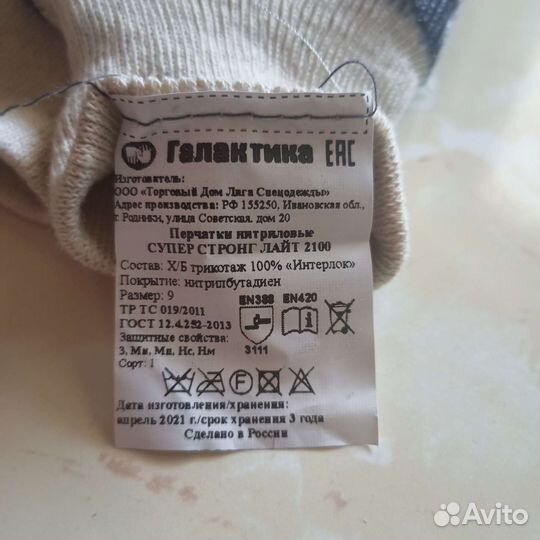 Галактика EAC
Изготовитель:
ООО «Торговый Дом Лига Спецодежды»
Адрес производства: РФ 155250, Ивановская обл.,
г. Родники, улица Советская, дом 20
Перчатки нитриловые
СУПЕР СТРОНГ ЛАЙТ 2100
Состав: Х/Б трикотаж 100% «Интерлок»
Покрытие: нитрилбутадиен
Размер: 9
EN388 EN420
ТР ТС 019/2011
ГОСТ 12.4.252-2013
Защитные свойства:
3111
З, Ми, Мп, Нс, Нм
Сорт: 1
F
Дата изготовления/хранения:
апрель 2021 г./срок хранения 3 года
Сделано в России
Avito